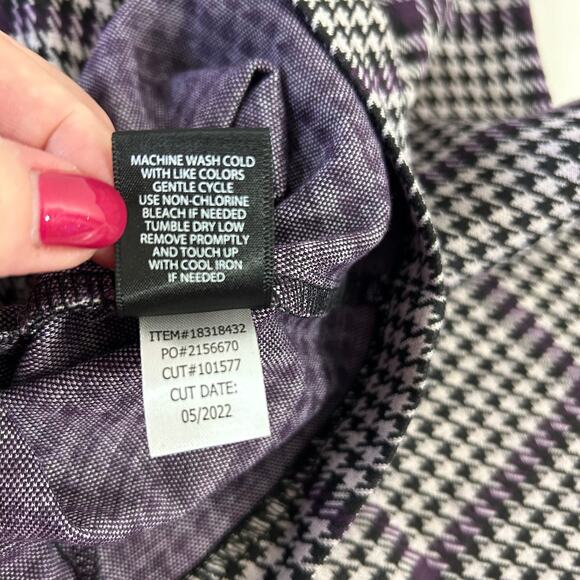 MACHINE WASH COLD
WITH LIKE COLORS
GENTLE CYCLE
USE NON-CHLORINE
BLEACH IF NEEDED
TUMBLE DRY LOW
REMOVE PROMPTLY
AND TOUCH UP
WITH COOL IRON
IF NEEDED
ITEM#18318432
PO#2156670
CUT#101577
CUT DATE:
05/2022